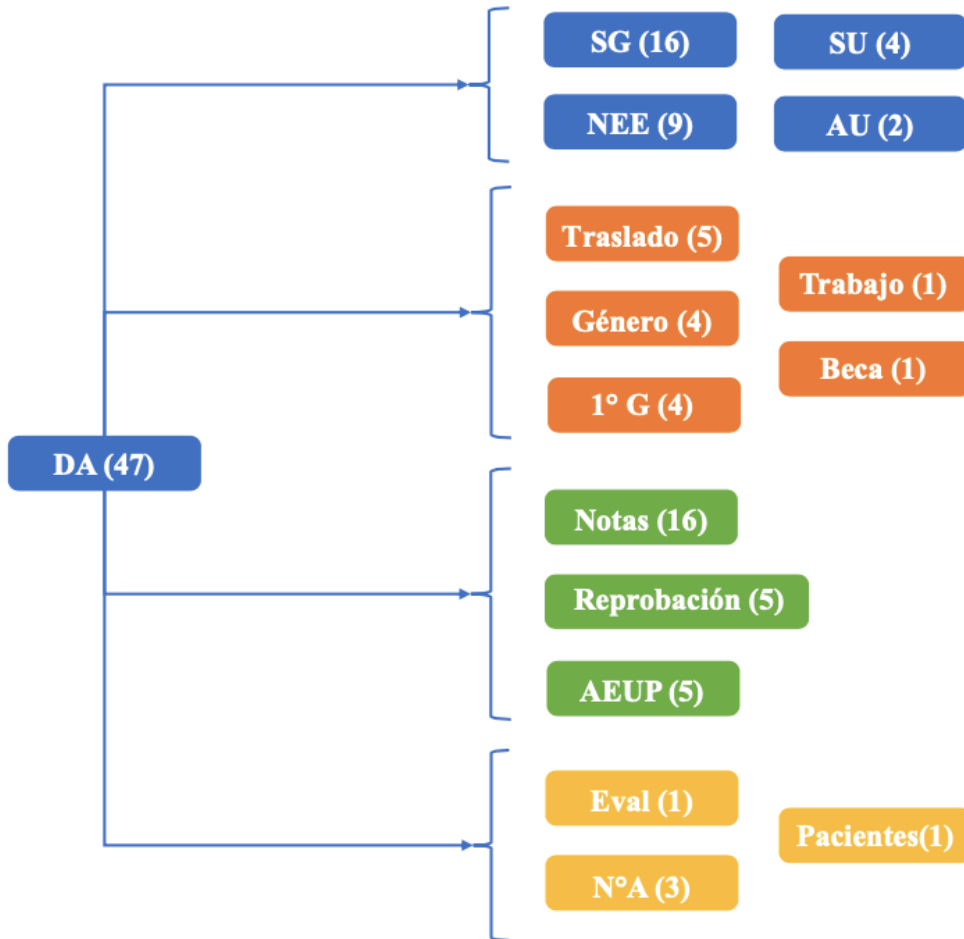 SG (16)
SU (4)
NEE (9)
AU (2)
Traslado (5)
Trabajo (1)
Género (4)
Beca (1)
1° G (4)
DA (47)
Notas (16)
Reprobación (5)
AEUP (5)
Eval (1)
Pacientes(1)
N°A (3)